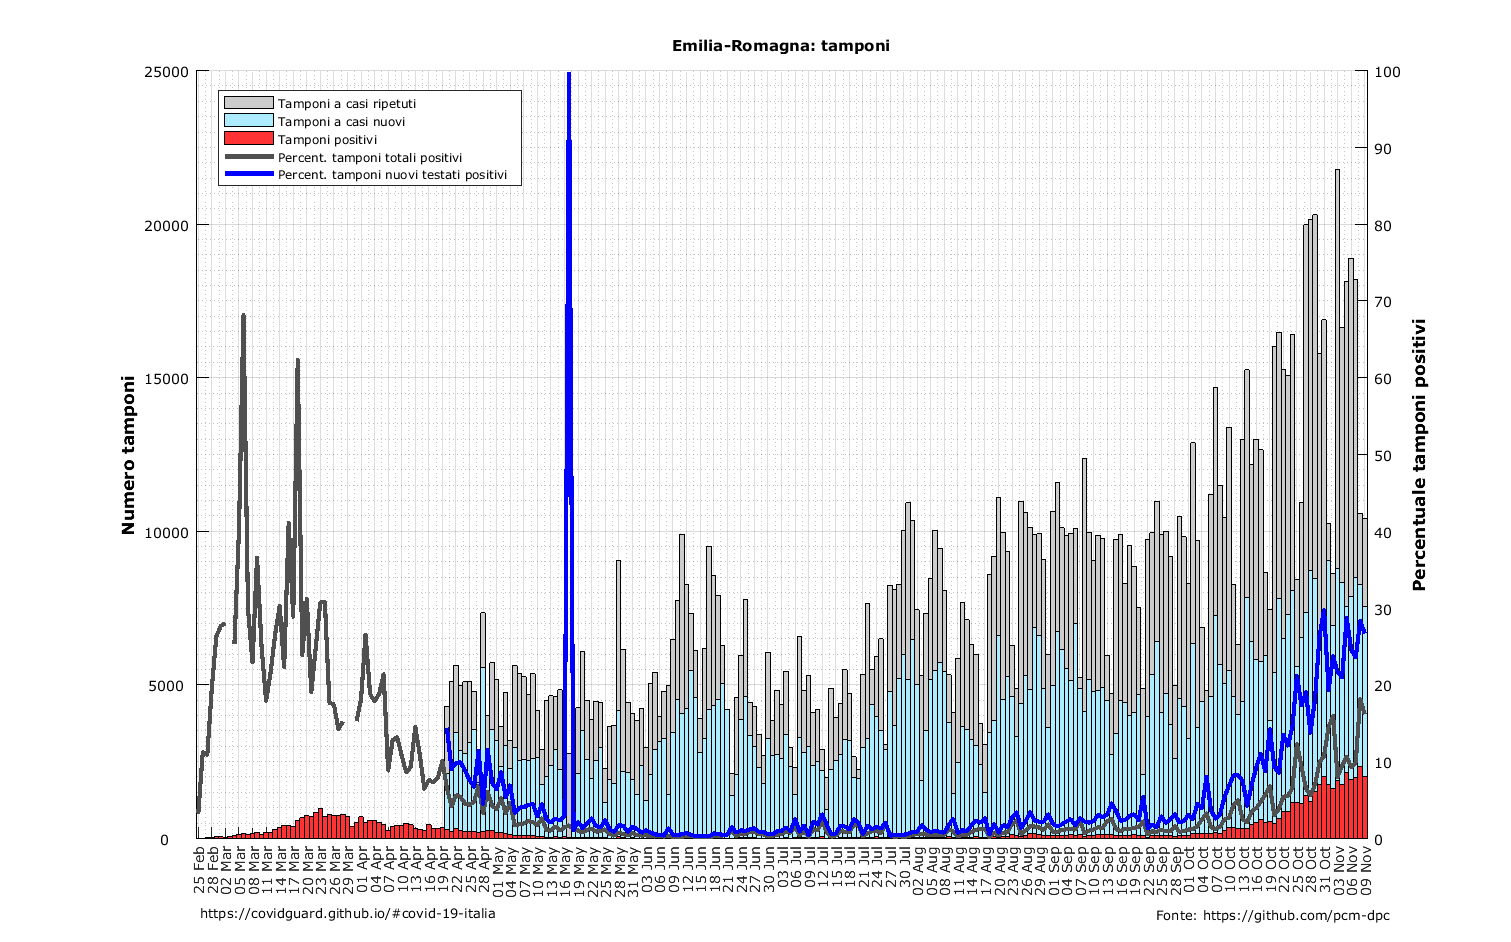 Emilia-Romagna: tamponi
25000
20000
15000
10000
5000
0
100
90
80
70
60
50
40
30
20
10
0
Numero tamponi
Percentuale tamponi positivi
Tamponi a casi ripetuti
Tamponi a casi nuovi
Tamponi positivi
Percent. tamponi totali positivi
Percent. tamponi nuovi testati positivi
25 Feb
28 Feb
02 Mar
05 Mar
08 Mar
11 Mar
14 Mar
17 Mar
20 Mar
23 Mar
26 Mar
29 Mar
01 Apr
04 Apr
07 Apr
10 Apr
13 Apr
16 Apr
19 Apr
22 Apr
25 Apr
28 Apr
01 May
04 May
07 May
10 May
13 May
16 May
19 May
22 May
25 May
28 May
31 May
03 Jun
06 Jun
09 Jun
12 Jun
15 Jun
18 Jun
21 Jun
24 Jun
27 Jun
30 Jun
03 Jul
06 Jul
09 Jul
12 Jul
15 Jul
18 Jul
21 Jul
24 Jul
27 Jul
30 Jul
02 Aug
05 Aug
08 Aug
11 Aug
14 Aug
17 Aug
20 Aug
23 Aug
26 Aug
29 Aug
01 Sep
04 Sep
07 Sep
10 Sep
13 Sep
16 Sep
19 Sep
22 Sep
25 Sep
28 Sep
01 Oct
04 Oct
07 Oct
10 Oct
13 Oct
16 Oct
19 Oct
22 Oct
25 Oct
28 Oct
31 Oct
03 Nov
06 Nov
09 Nov
https://covidguard.github.io/#covid-19-italia
Fonte: https://github.com/pcm-dpc